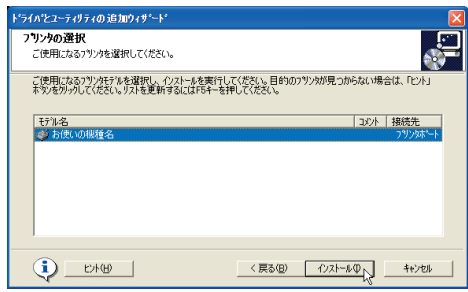 ﾄﾞﾗｲﾊﾞとﾕｰﾃｨﾘﾃｨの追加ｳｨｻﾞｰﾄﾞ
ﾌﾟﾘﾝﾀの選択
ご使用になるﾌﾟﾘﾝﾀを選択してください。
ご使用になるﾌﾟﾘﾝﾀﾓﾃﾞﾙを選択し、ｲﾝｽﾄｰﾙを実行してください。目的のﾌﾟﾘﾝﾀが見つからない場合は、「ﾋﾝﾄ」
ﾎﾞﾀﾝをｸﾘｯｸしてください。ﾘｽﾄを更新するにはF5ｷｰを押してください。
ﾓﾃﾞﾙ名 ｺﾒﾝﾄ 接続先
お使いの機種名 ﾌﾟﾘﾝﾀﾎﾟｰﾄ
ﾋﾝﾄ(H) < 戻る(B) ｲﾝｽﾄｰﾙ(I) ｷｬﾝｾﾙ